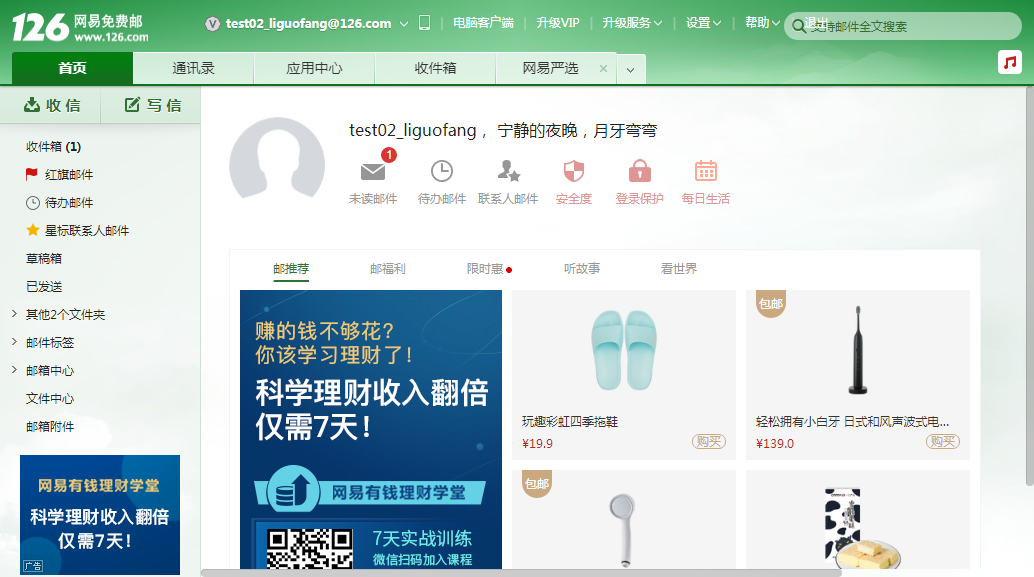 126 网易免费邮
www.126.com
test02_liguofang@126.com
电脑客户端
升级VIP
升级服务
设置
帮助
退出
支持邮件全文搜索
首页
通讯录
应用中心
收件箱
网易严选
收信
写信
收件箱 (1)
红旗邮件
待办邮件
星标联系人邮件
草稿箱
已发送
其他2个文件夹
邮件标签
邮箱中心
文件中心
邮箱附件
网易有钱理财学堂
科学理财收入翻倍
仅需7天！
广告
test02_liguofang， 宁静的夜晚，月牙弯弯
1
未读邮件
待办邮件
联系人邮件
安全度
登录保护
每日生活
邮推荐
邮福利
限时惠
听故事
看世界
赚的钱不够花？
你该学习理财了！
科学理财收入翻倍
仅需7天！
网易有钱理财学堂
7天实战训练
微信扫码加入课程
玩趣彩虹四季拖鞋
¥19.9
购买
包邮
轻松拥有小白牙 日式和风声波式电...
¥139.0
购买
包邮